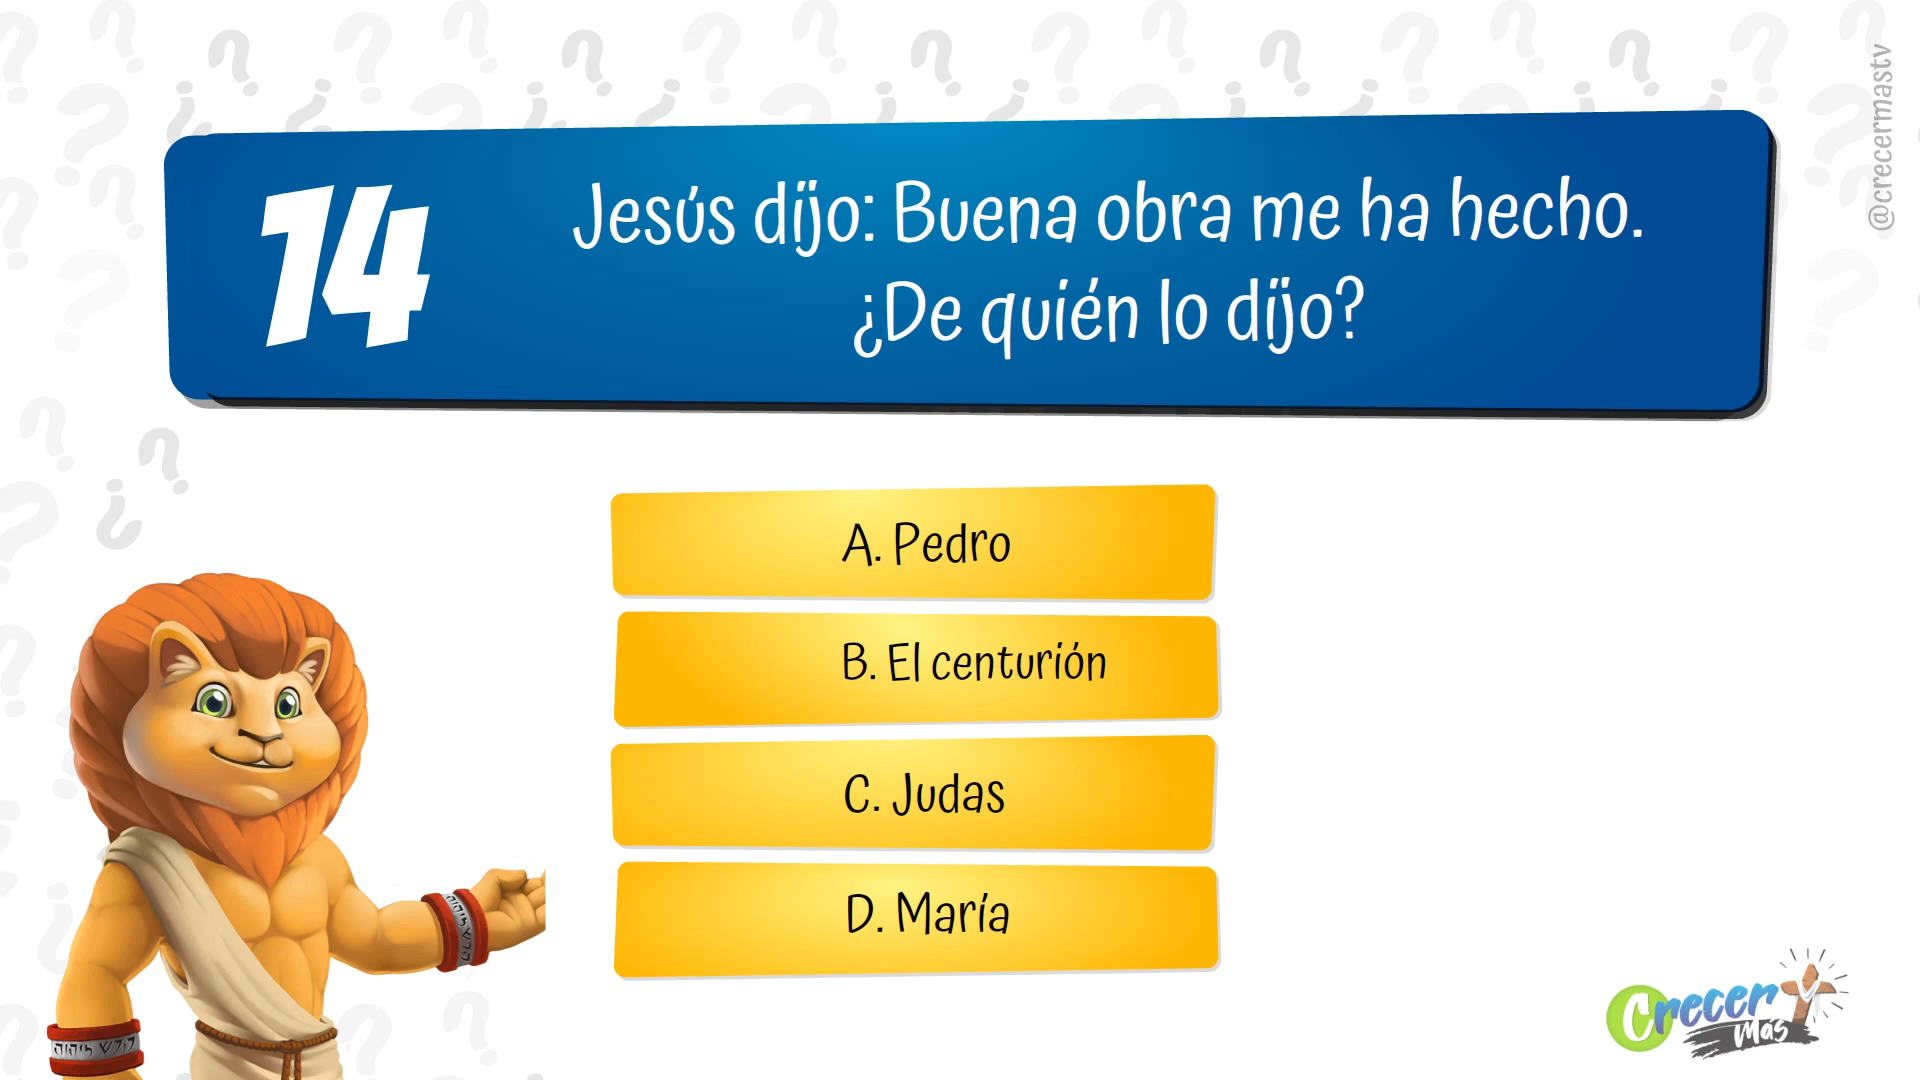 14
Jesús dijo: Buena obra me ha hecho.
¿De quién lo dijo?
A. Pedro
B. El centurión
C. Judas
D. María
@crecermastv
Crecer
Más